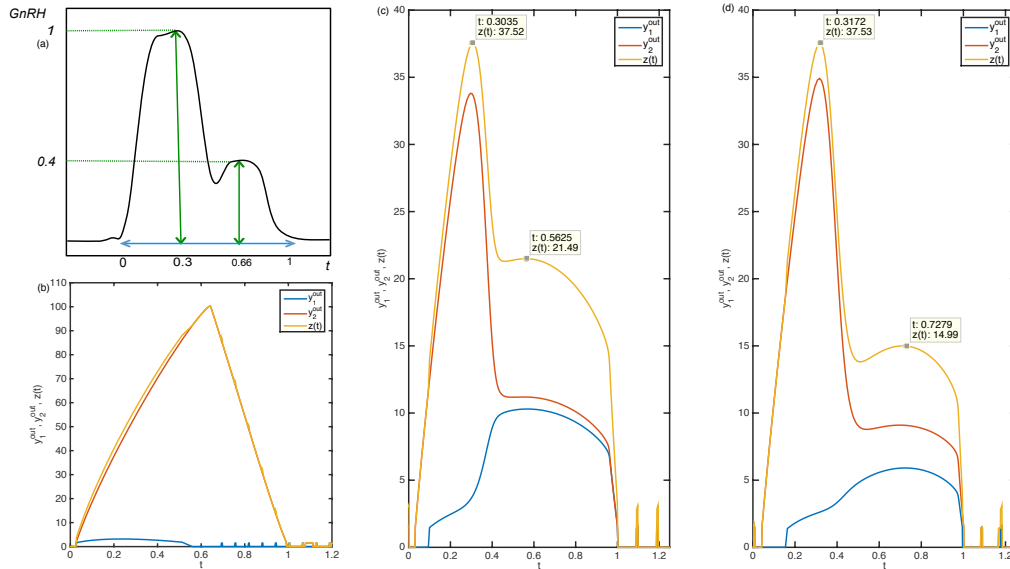 GnRH
(a)
1
0.4
0
0.3
0.66
1
t
(b)
110
100
90
80
70
60
50
40
30
20
10
0
y₁ᵒᵘᵗ, y₂ᵒᵘᵗ, z(t)
y₁ᵒᵘᵗ
y₂ᵒᵘᵗ
z(t)
0 0.2 0.4 0.6 0.8 1 1.2
t
(c)
40
35
30
25
20
15
10
5
0
y₁ᵒᵘᵗ, y₂ᵒᵘᵗ, z(t)
t: 0.3035
z(t): 37.52
y₁ᵒᵘᵗ
y₂ᵒᵘᵗ
z(t)
t: 0.5625
z(t): 21.49
0 0.2 0.4 0.6 0.8 1 1.2
t
(d)
40
35
30
25
20
15
10
5
0
y₁ᵒᵘᵗ, y₂ᵒᵘᵗ, z(t)
t: 0.3172
z(t): 37.53
y₁ᵒᵘᵗ
y₂ᵒᵘᵗ
z(t)
t: 0.7279
z(t): 14.99
0 0.2 0.4 0.6 0.8 1 1.2
t